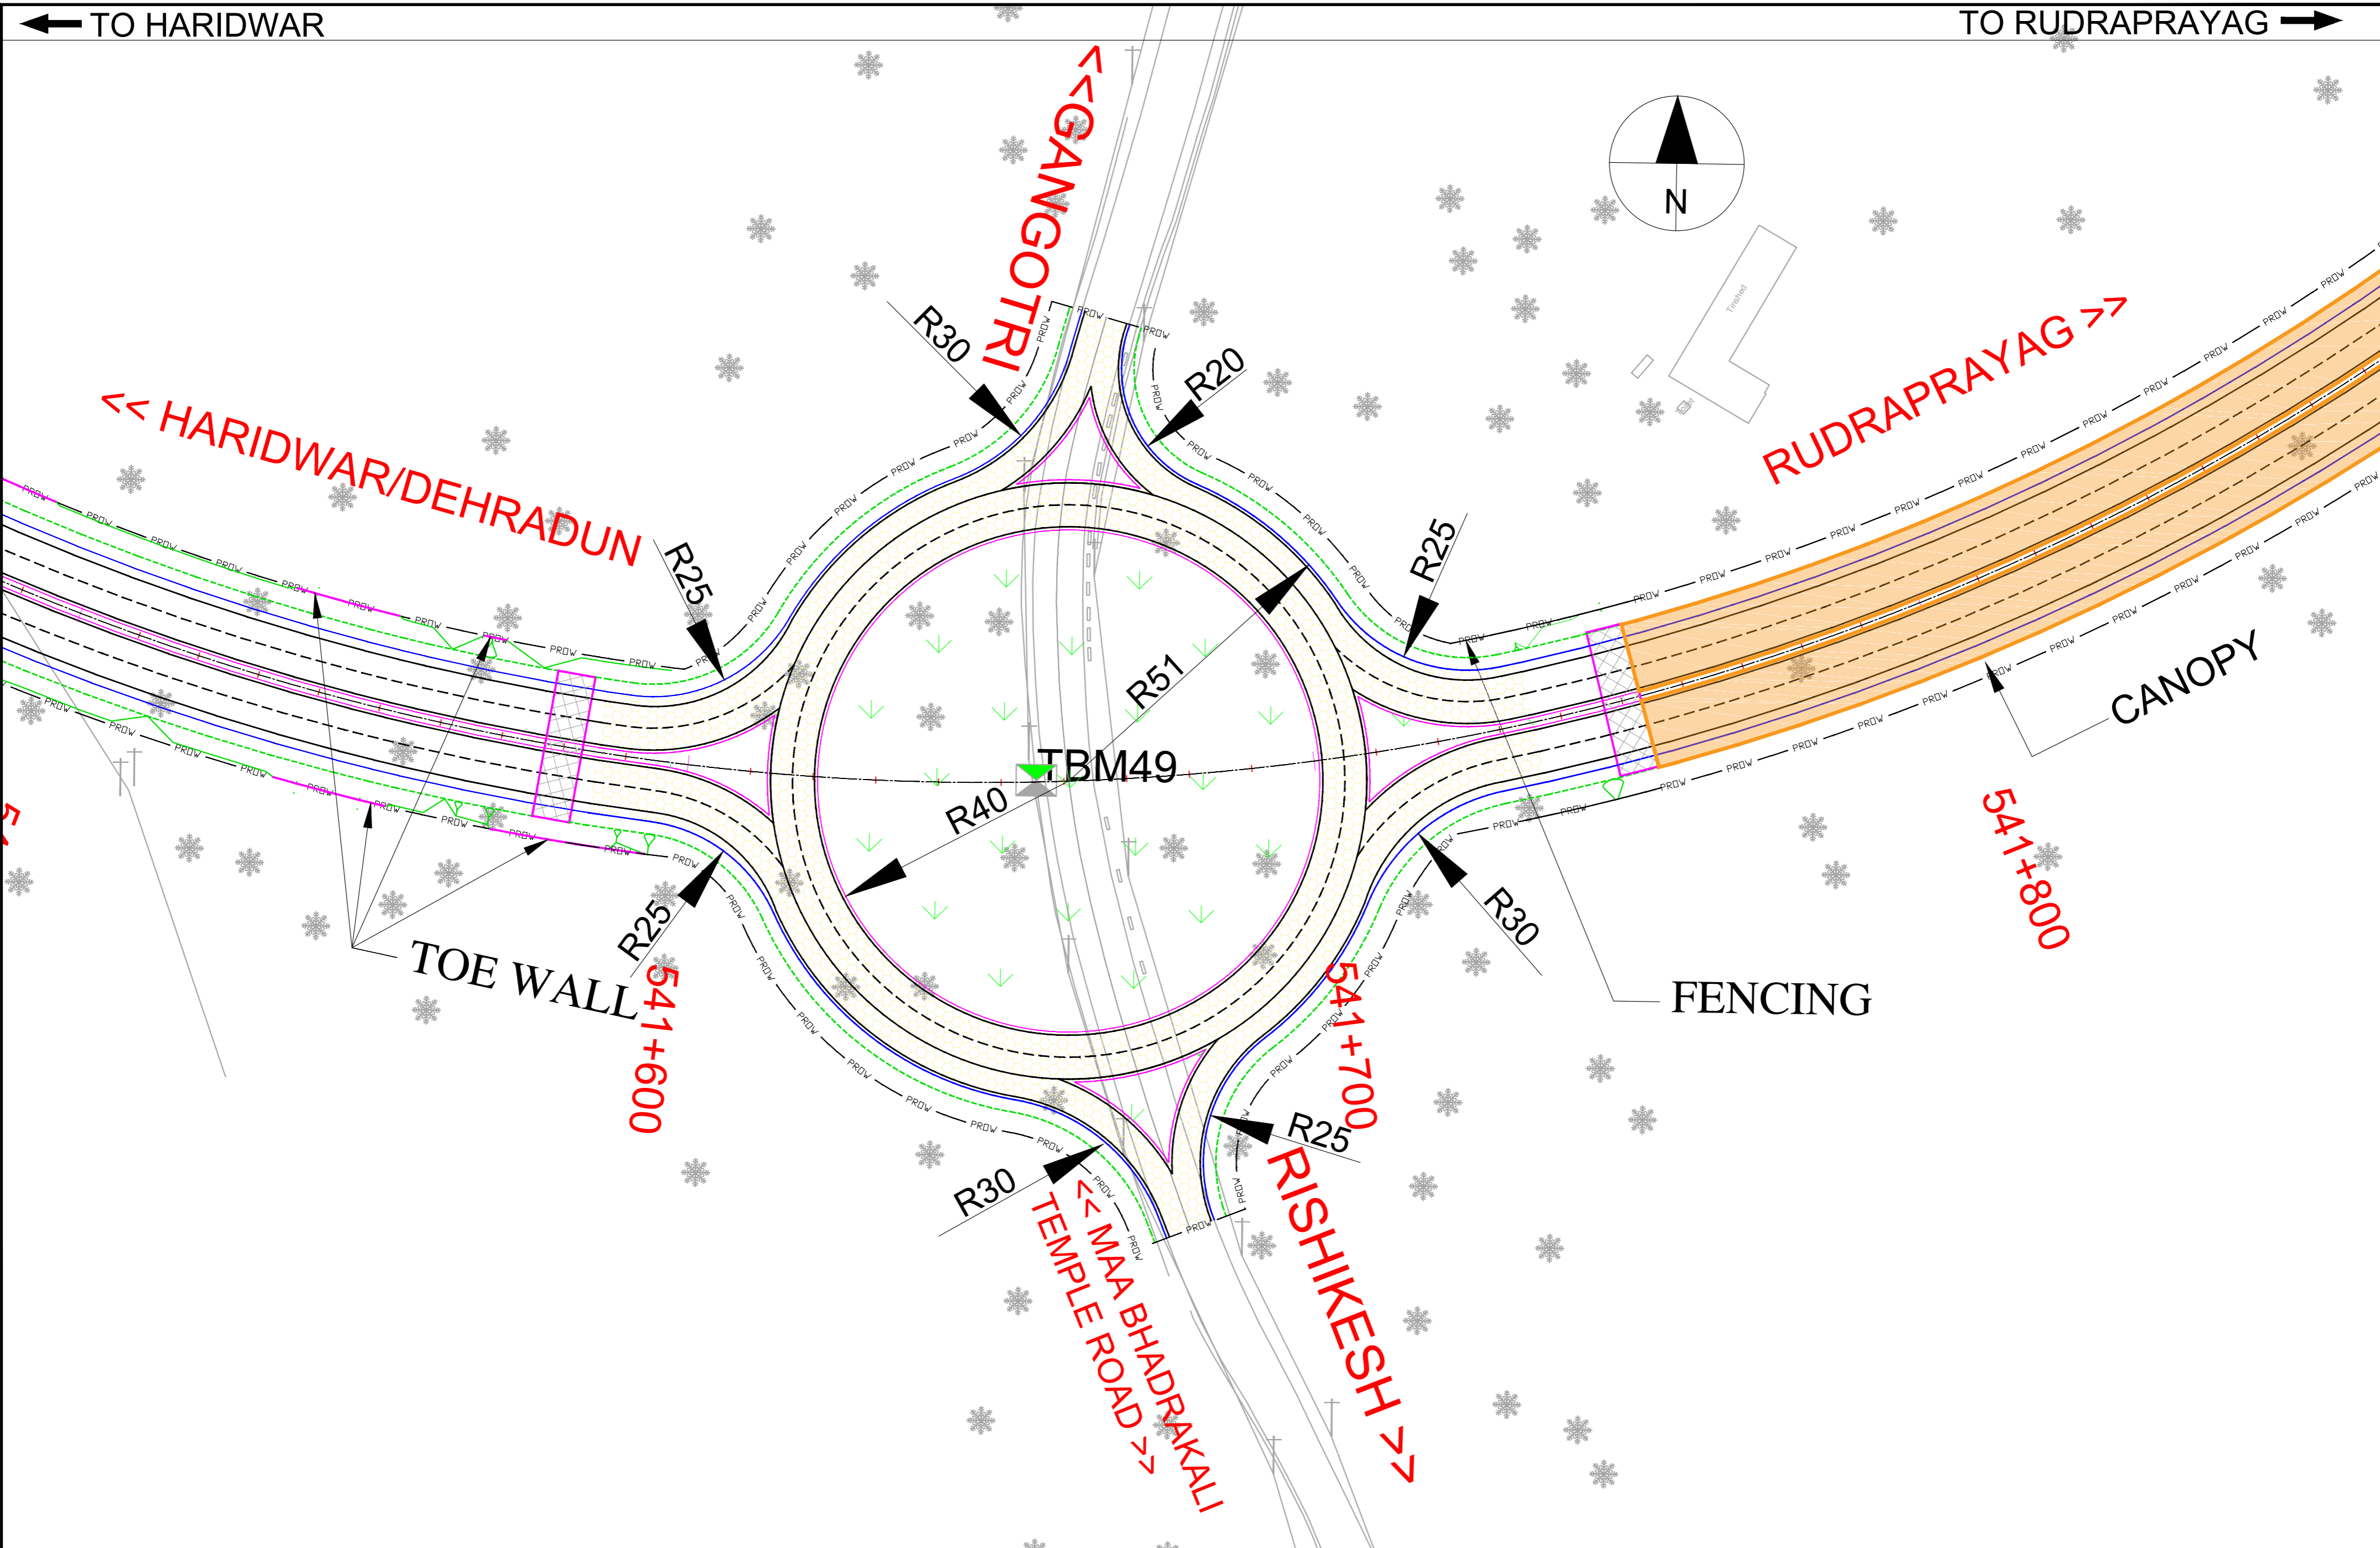 TO HARIDWAR
TO RUDRAPRAYAG
<<GANGOTRI
N
Tinshed
RUDRAPRAYAG >>
<< HARIDWAR/DEHRADUN
R30
R20
R25
R25
R51
TBM49
R40
CANOPY
541+800
R25
TOE WALL
541+600
R30
FENCING
541+700
R25
R30
<< MAA BHADRAKALI
TEMPLE ROAD >>
RISHIKESH >>
PROW